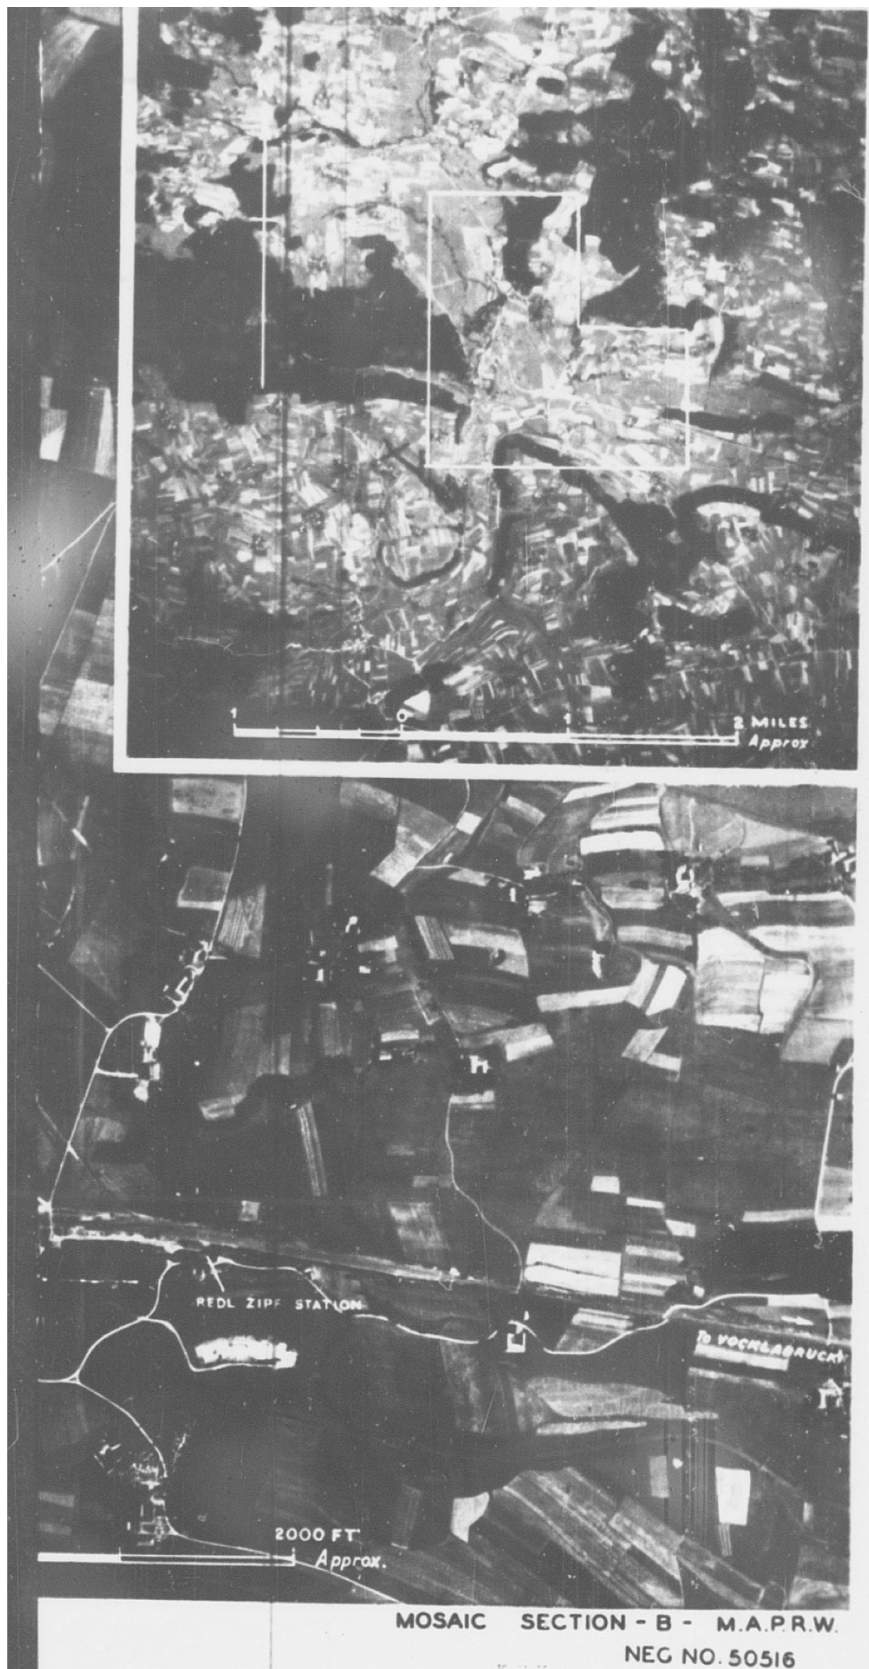 1 0 1 2 MILES
Approx
REDL ZIPF STATION
To VOCKLABRUCK
2000 FT
Approx.
MOSAIC SECTION - B - M.A.P.R.W.
NEG NO. 50516